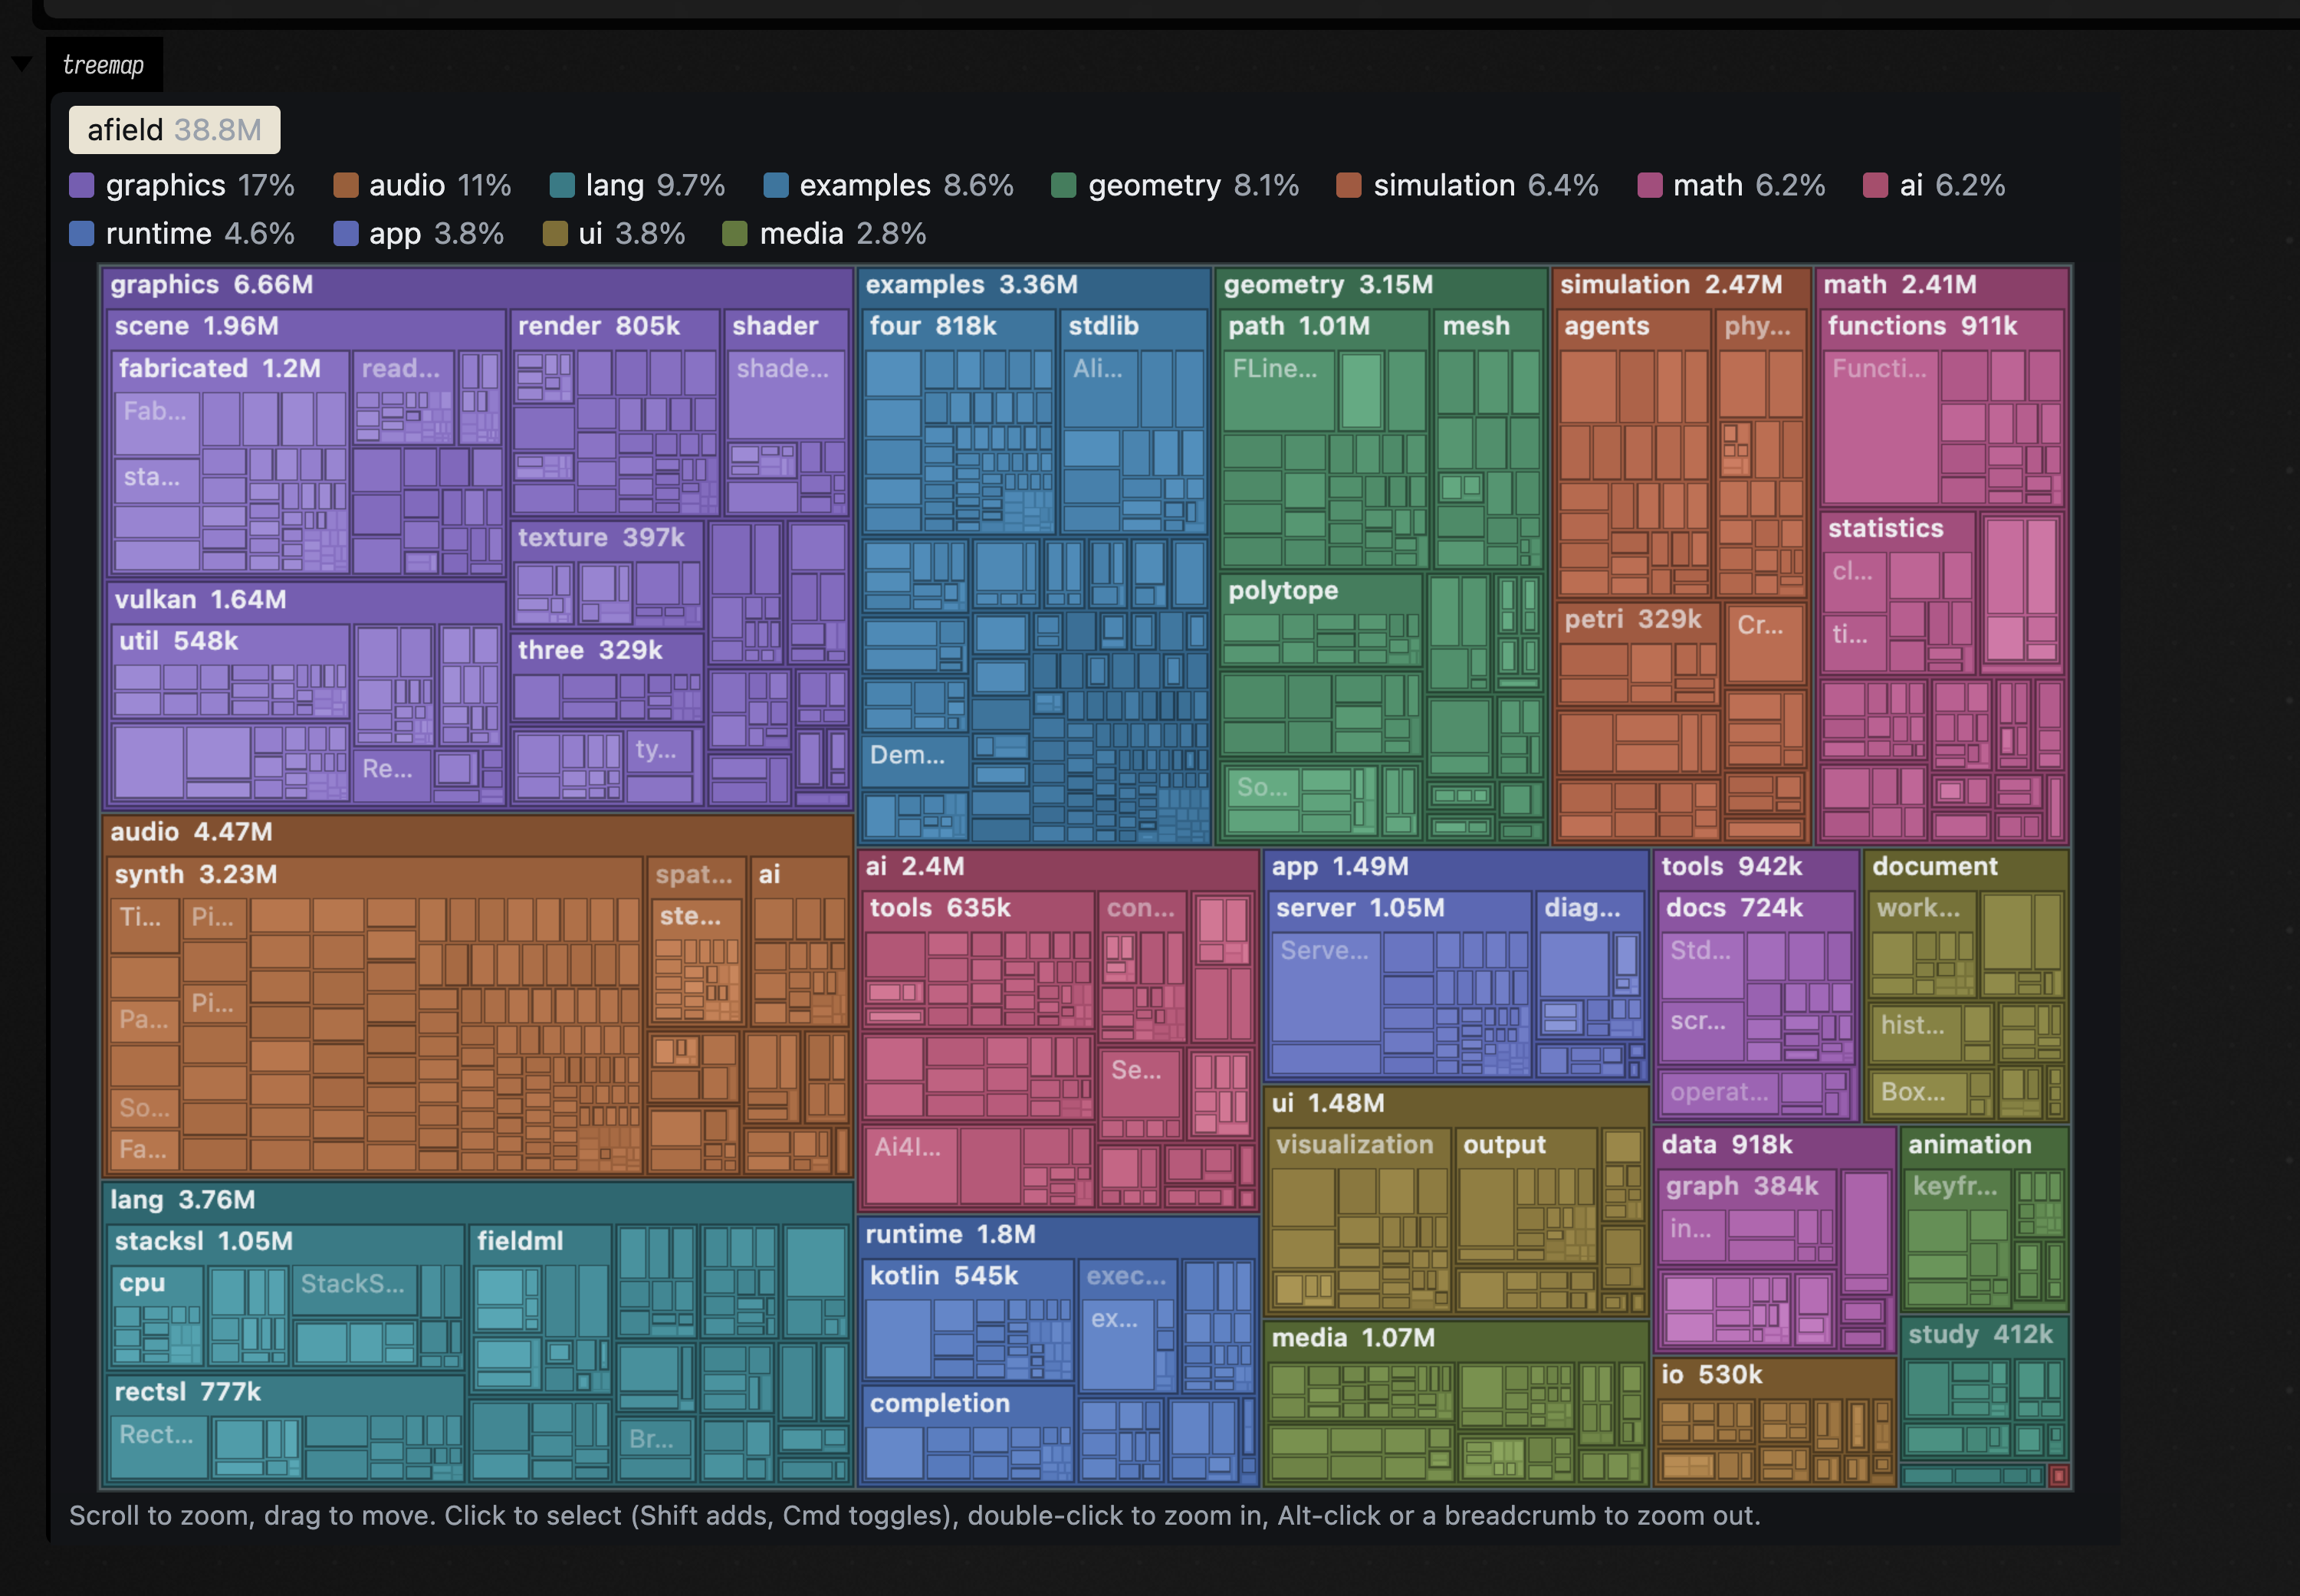 treemap
afield 38.8M
graphics 17% audio 11% lang 9.7% examples 8.6% geometry 8.1% simulation 6.4% math 6.2% ai 6.2%
runtime 4.6% app 3.8% ui 3.8% media 2.8%
graphics 6.66M
scene 1.96M
fabricated 1.2M
Fab...
sta...
read...
render 805k
shader
shade...
texture 397k
three 329k
ty...
vulkan 1.64M
util 548k
Re...
examples 3.36M
four 818k
stdlib
Ali...
Dem...
geometry 3.15M
path 1.01M
FLine...
mesh
polytope
So...
simulation 2.47M
agents
phy...
petri 329k
Cr...
math 2.41M
functions 911k
Functi...
statistics
cl...
ti...
audio 4.47M
synth 3.23M
Ti...
Pi...
Pa...
Pi...
So...
Fa...
spat...
ste...
ai
lang 3.76M
stacksl 1.05M
cpu
StackS...
fieldml
rectsl 777k
Rect...
Br...
ai 2.4M
tools 635k
con...
Se...
Ai4I...
runtime 1.8M
kotlin 545k
exec...
ex...
completion
app 1.49M
server 1.05M
Serve...
diag...
ui 1.48M
visualization
output
media 1.07M
tools 942k
docs 724k
Std...
scr...
operat...
document
work...
hist...
Box...
data 918k
graph 384k
in...
animation
keyfr...
io 530k
study 412k
Scroll to zoom, drag to move. Click to select (Shift adds, Cmd toggles), double-click to zoom in, Alt-click or a breadcrumb to zoom out.